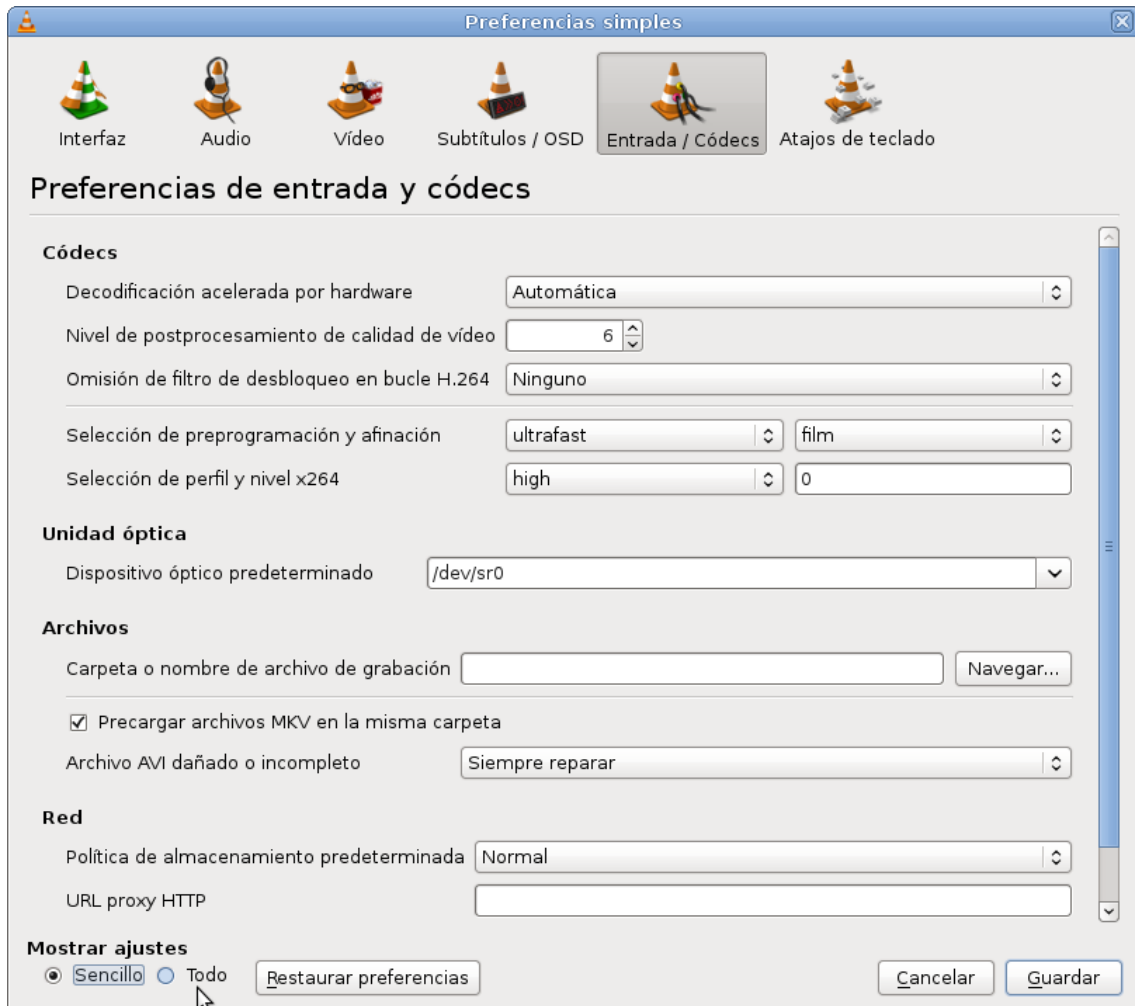 Preferencias simples
Interfaz Audio Vídeo Subtítulos / OSD Entrada / Códecs Atajos de teclado
Preferencias de entrada y códecs
Códecs
Decodificación acelerada por hardware Automática
Nivel de postprocesamiento de calidad de vídeo 6
Omisión de filtro de desbloqueo en bucle H.264 Ninguno
Selección de preprogramación y afinación ultrafast film
Selección de perfil y nivel x264 high 0
Unidad óptica
Dispositivo óptico predeterminado /dev/sr0
Archivos
Carpeta o nombre de archivo de grabación Navegar...
Precargar archivos MKV en la misma carpeta
Archivo AVI dañado o incompleto Siempre reparar
Red
Política de almacenamiento predeterminada Normal
URL proxy HTTP
Mostrar ajustes
Sencillo Todo Restaurar preferencias Cancelar Guardar